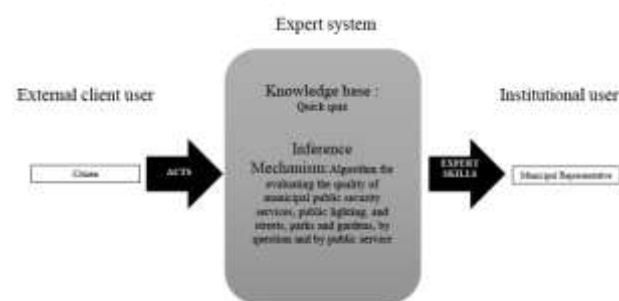 Expert system
External client user
Institutional user
Knowledge base :
Quick quiz
Inference
Mechanism: Algorithm for
evaluating the quality of
municipal public security
services, public lighting, and
streets, parks and gardens, by
question and by public service
Citizen
ACTS
EXPERT
SKILLS
Municipal Representative